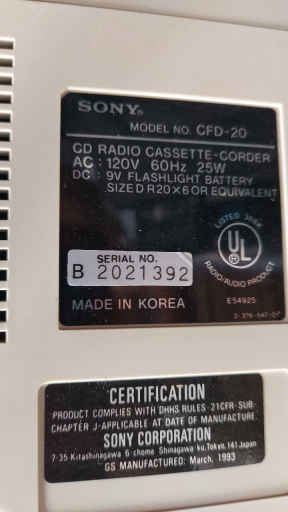 SONY®
MODEL NO. CFD-20
CD RADIO CASSETTE-CORDER
AC : 120V 60Hz 25W
DC : 9V FLASHLIGHT BATTERY
SIZE D R20×6 OR EQUIVALENT
LISTED
UL®
RADIO/AUDIO PRODUCT
E54925
SERIAL NO.
B 2021392
MADE IN KOREA
CERTIFICATION
PRODUCT COMPLIES WITH DHHS RULES-21CFR-SUB-
CHAPTER J-APPLICABLE AT DATE OF MANUFACTURE.
SONY CORPORATION
7-35 Kitashinagawa 6-chome Shinagawa-ku, Tokyo, 141 Japan
GS MANUFACTURED: March, 1993